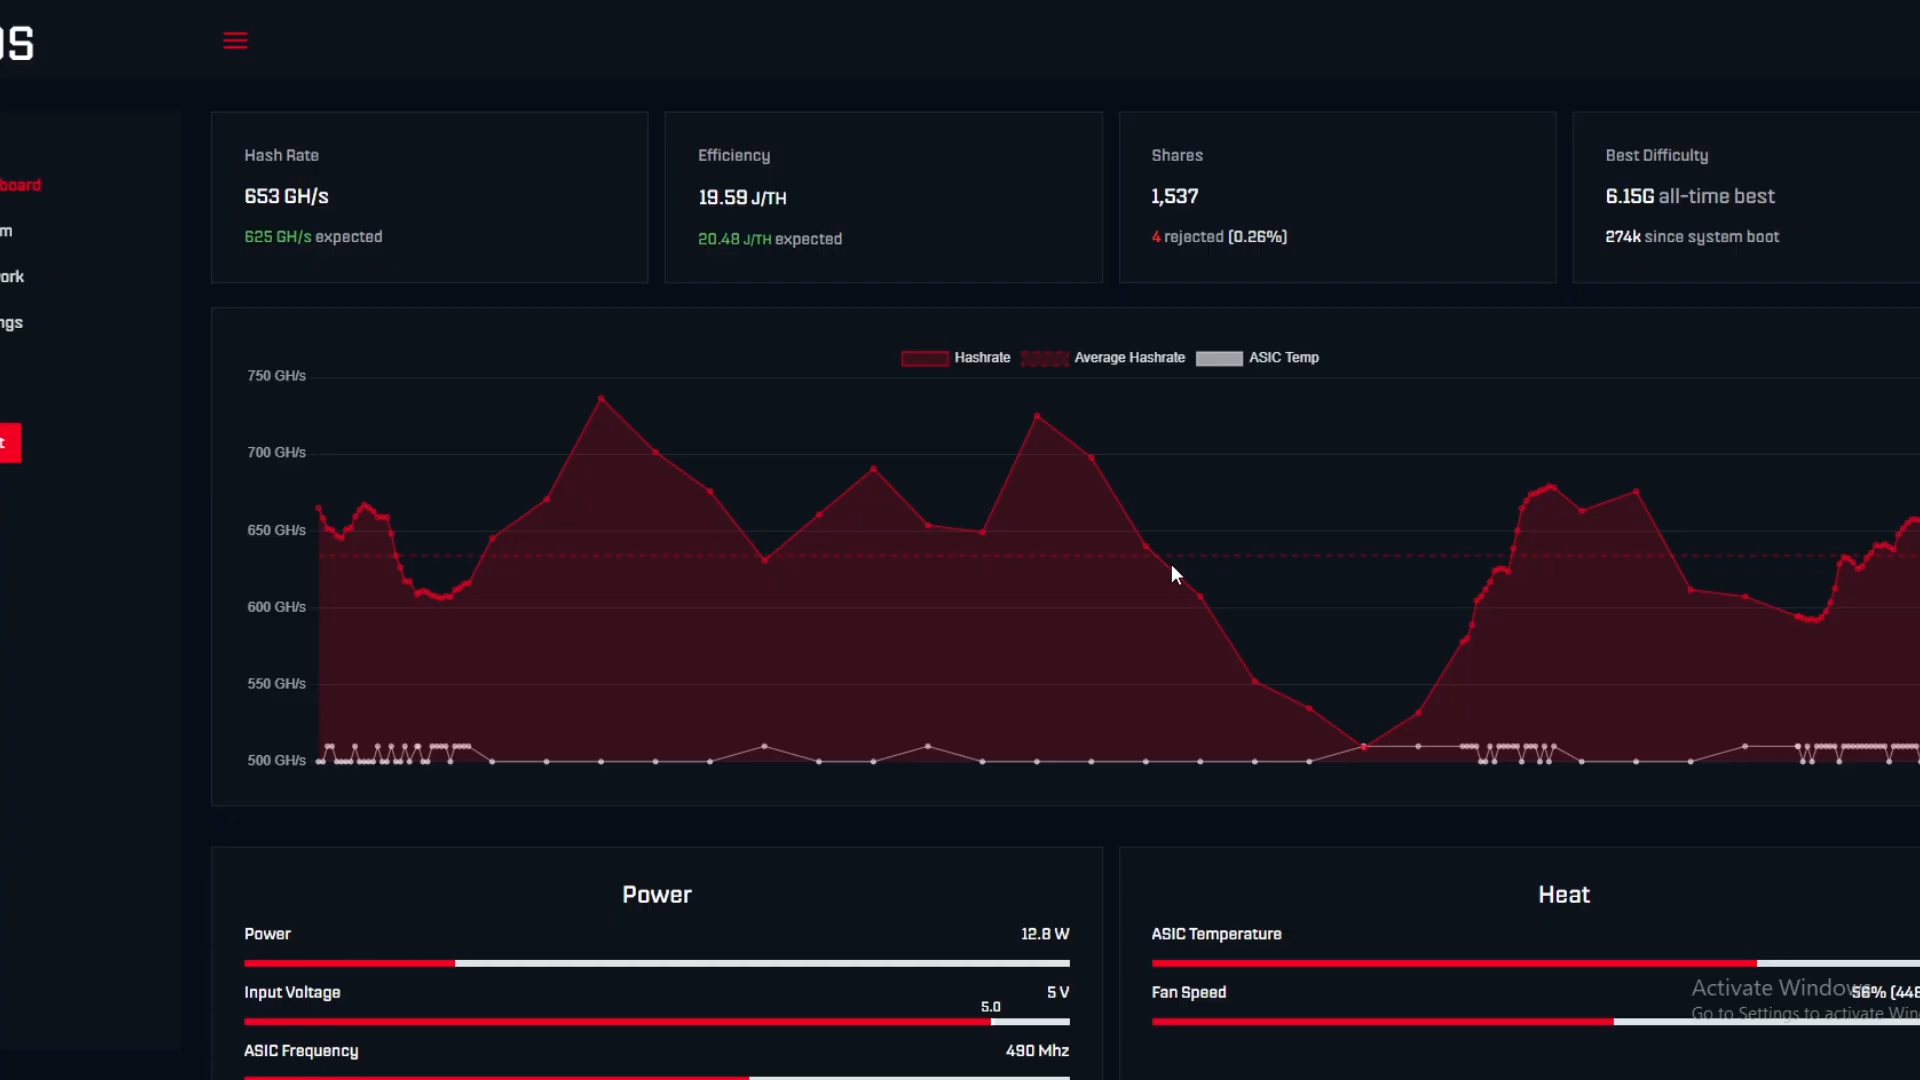 OS
board
m
ork
ngs
t
Hash Rate
653 GH/s
625 GH/s expected
Efficiency
19.59 J/TH
20.48 J/TH expected
Shares
1,537
4 rejected (0.26%)
Best Difficulty
6.15G all-time best
274k since system boot
Hashrate
Average Hashrate
ASIC Temp
750 GH/s
700 GH/s
650 GH/s
600 GH/s
550 GH/s
500 GH/s
Power
Power
12.8 W
Input Voltage
5 V
5.0
ASIC Frequency
490 Mhz
Heat
ASIC Temperature
Fan Speed
56% (448
Activate Windows
Go to Settings to activate Win